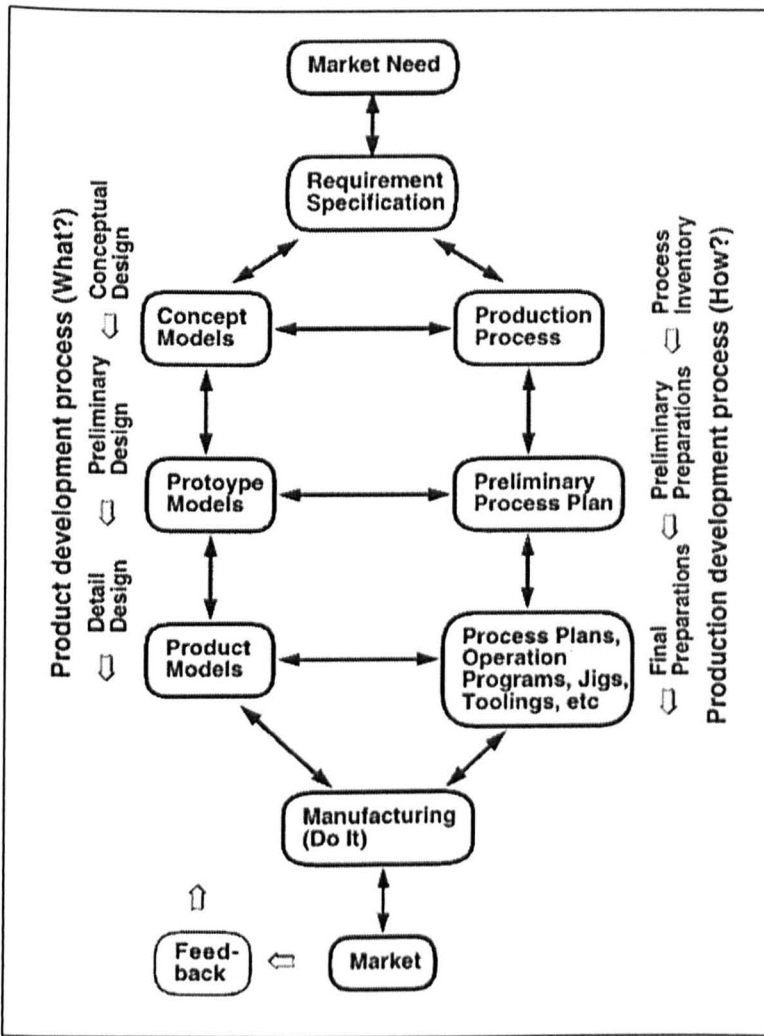 Market Need
Requirement
Specification
Product development process (What?)
Conceptual
Design
Preliminary
Design
Detail
Design
Concept
Models
Production
Process
Protoype
Models
Preliminary
Process Plan
Product
Models
Process Plans,
Operation
Programs, Jigs,
Toolings, etc
Process
Inventory
Preliminary
Preparations
Final
Preparations
Production development process (How?)
Manufacturing
(Do It)
Feed-
back
Market